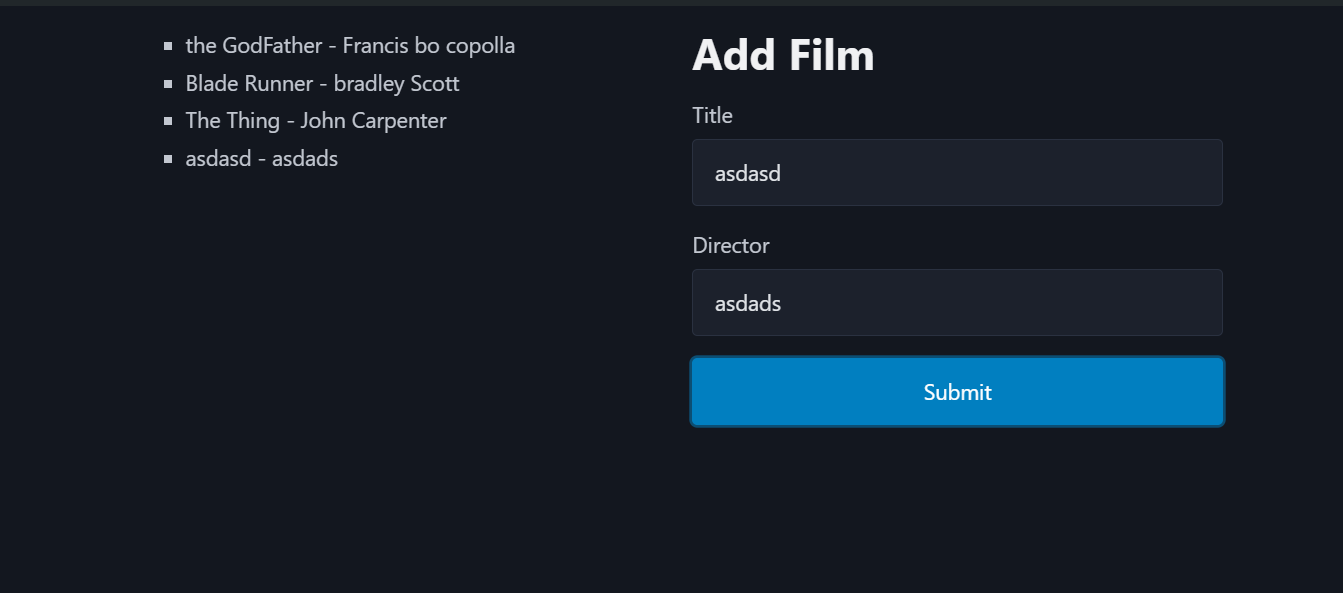 the GodFather - Francis bo copolla
Blade Runner - bradley Scott
The Thing - John Carpenter
asdasd - asdads
Add Film
Title
asdasd
Director
asdads
Submit